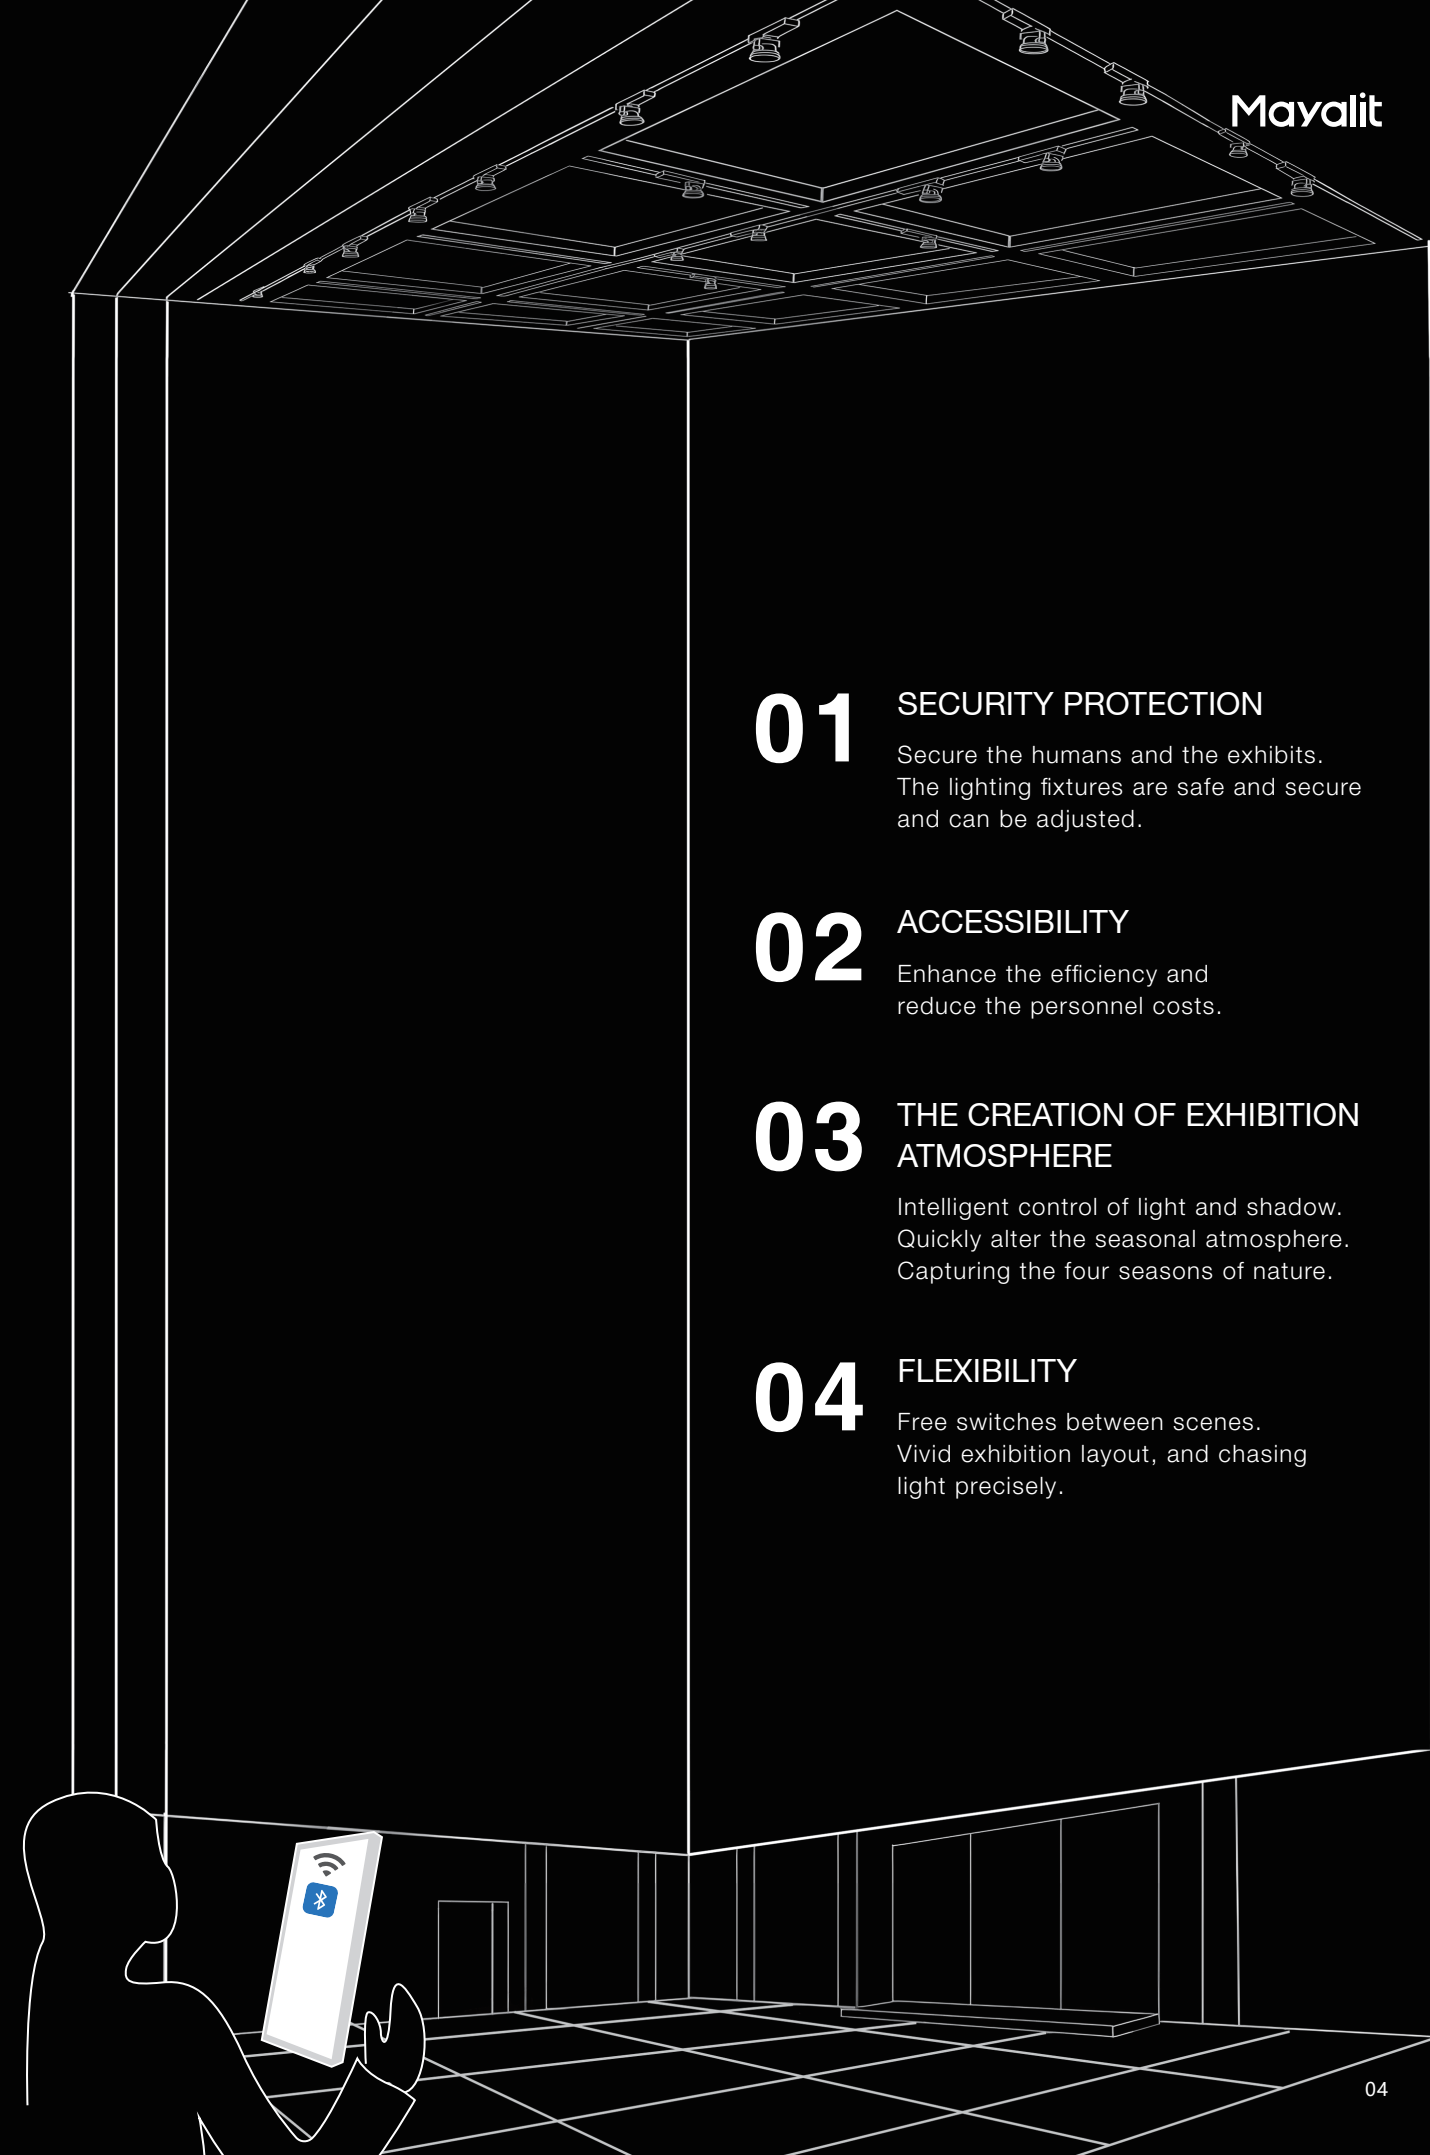 Mayalit
01
SECURITY PROTECTION
Secure the humans and the exhibits.
The lighting fixtures are safe and secure
and can be adjusted.
02
ACCESSIBILITY
Enhance the efficiency and
reduce the personnel costs.
03
THE CREATION OF EXHIBITION
ATMOSPHERE
Intelligent control of light and shadow.
Quickly alter the seasonal atmosphere.
Capturing the four seasons of nature.
04
FLEXIBILITY
Free switches between scenes.
Vivid exhibition layout, and chasing
light precisely.
04